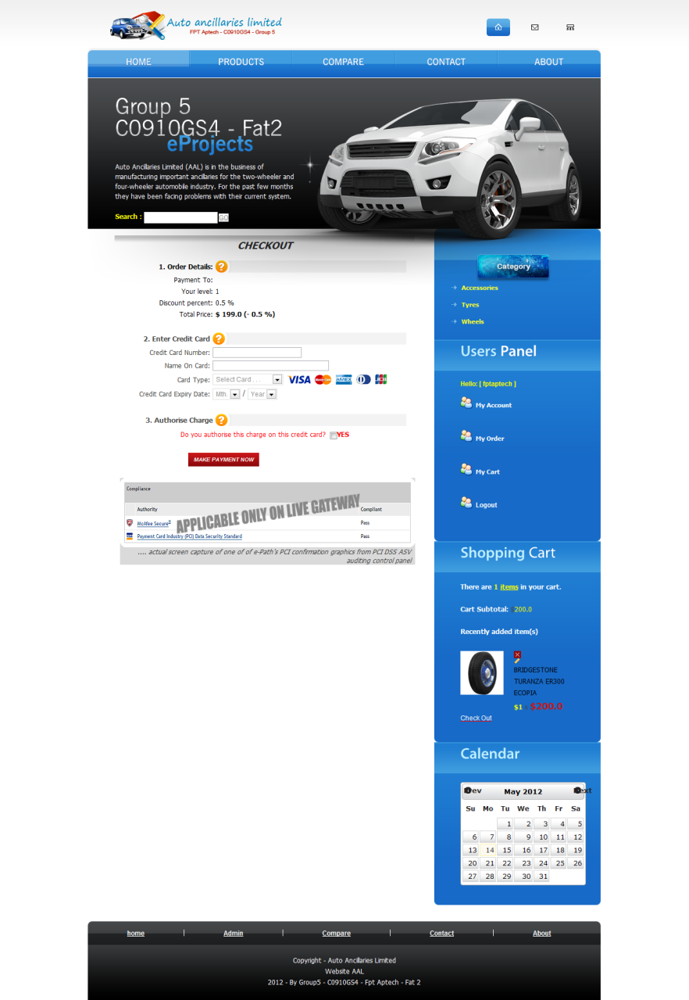 Auto ancillaries limited
FPT Aptech - C0910GS4 - Group 5
HOME
PRODUCTS
COMPARE
CONTACT
ABOUT
Group 5
C0910GS4 - Fat2
eProjects
Auto Ancillaries Limited (AAL) is in the business of
manufacturing important ancillaries for the two-wheeler and
four-wheeler automobile industry. For the past few months
they have been facing problems with their current system.
Search :
GO
CHECKOUT
1. Order Details:
Payment To:
Your level: 1
Discount percent: 0.5 %
Total Price: $ 199.0 (- 0.5 %)
2. Enter Credit Card
Credit Card Number:
Name On Card:
Card Type: Select Card . . . VISA MasterCard AMEX JCB
Credit Card Expiry Date: Mth. / Year
3. Authorise Charge
Do you authorise this charge on this credit card? YES
MAKE PAYMENT NOW
Compliance
Authority Compliant
McAfee Secure® Pass
Payment Card Industry (PCI) Data Security Standard Pass
APPLICABLE ONLY ON LIVE GATEWAY
.... actual screen capture of one of of e-Path's PCI confirmation graphics from PCI DSS ASV
auditing control panel
Category
Accessories
Tyres
Wheels
Users Panel
Hello: [ fptaptech ]
My Account
My Order
My Cart
Logout
Shopping Cart
There are 1 items in your cart.
Cart Subtotal: $200.0
Recently added item(s)
BRIDGESTONE
TURANZA ER300
ECOPIA
$1 x $200.0
Check Out
Calendar
Prev May 2012 Next
Su Mo Tu We Th Fr Sa
1 2 3 4 5
6 7 8 9 10 11 12
13 14 15 16 17 18 19
20 21 22 23 24 25 26
27 28 29 30 31
home | Admin | Compare | Contact | About
Copyright - Auto Ancillaries Limited
Website AAL
2012 - By Group5 - C0910GS4 - Fpt Aptech - Fat 2